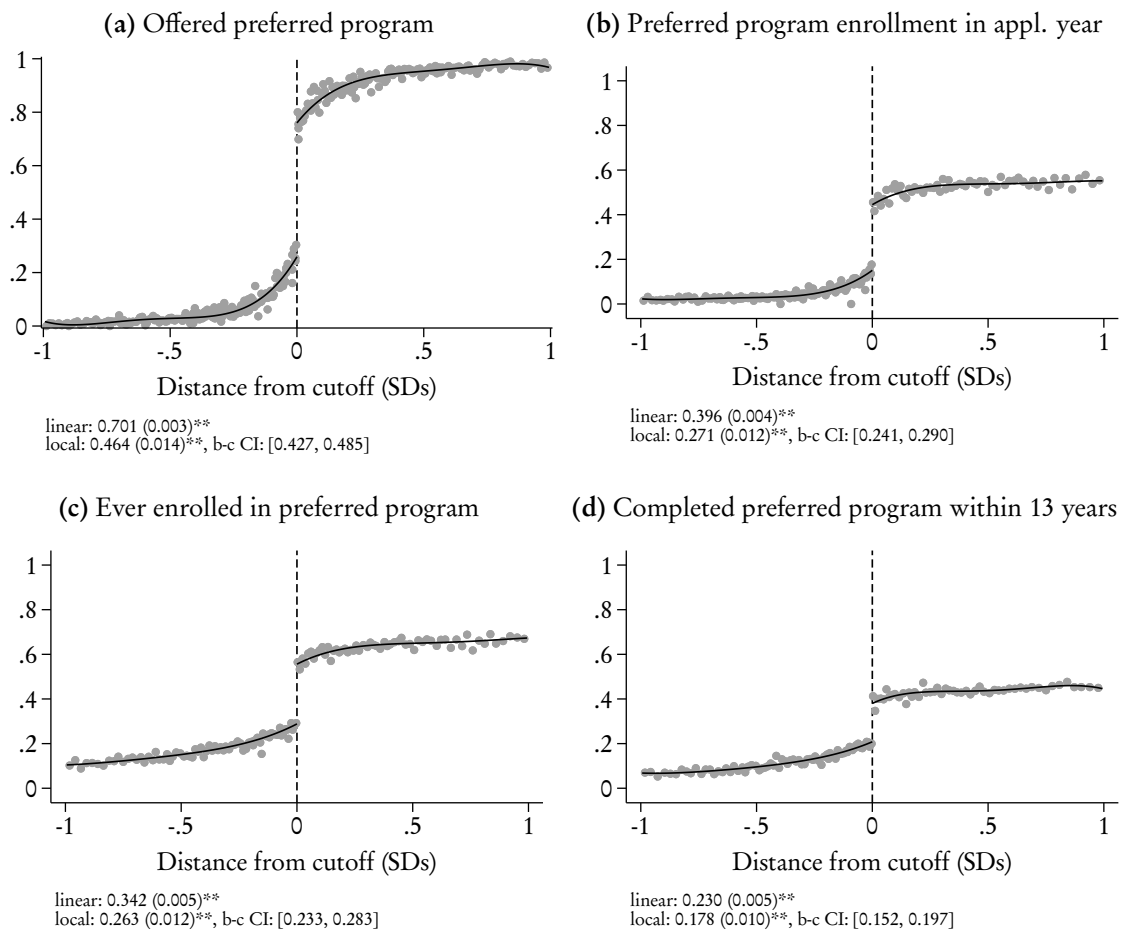 (a) Offered preferred program
1
.8
.6
.4
.2
0
-1 -.5 0 .5 1
Distance from cutoff (SDs)
linear: 0.701 (0.003)**
local: 0.464 (0.014)**, b-c CI: [0.427, 0.485]
(b) Preferred program enrollment in appl. year
1
.8
.6
.4
.2
0
-1 -.5 0 .5 1
Distance from cutoff (SDs)
linear: 0.396 (0.004)**
local: 0.271 (0.012)**, b-c CI: [0.241, 0.290]
(c) Ever enrolled in preferred program
1
.8
.6
.4
.2
0
-1 -.5 0 .5 1
Distance from cutoff (SDs)
linear: 0.342 (0.005)**
local: 0.263 (0.012)**, b-c CI: [0.233, 0.283]
(d) Completed preferred program within 13 years
1
.8
.6
.4
.2
0
-1 -.5 0 .5 1
Distance from cutoff (SDs)
linear: 0.230 (0.005)**
local: 0.178 (0.010)**, b-c CI: [0.152, 0.197]